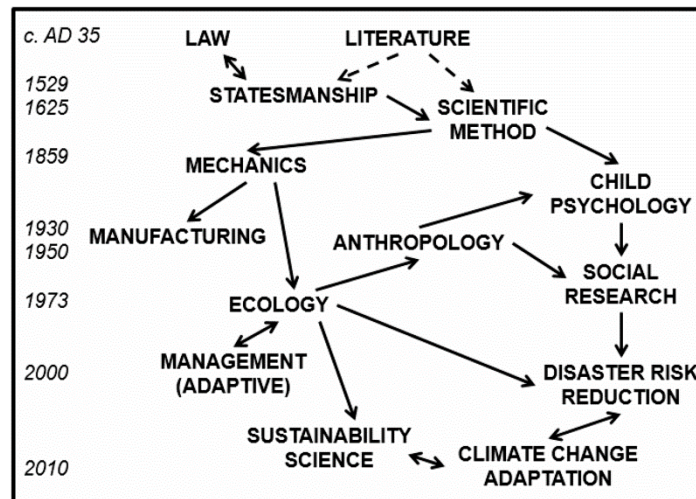 c. AD 35 LAW LITERATURE
1529
STATESMANSHIP
1625
SCIENTIFIC
METHOD
1859
MECHANICS
CHILD
PSYCHOLOGY
1930
MANUFACTURING
ANTHROPOLOGY
1950
SOCIAL
RESEARCH
1973
ECOLOGY
MANAGEMENT
(ADAPTIVE)
2000
DISASTER RISK
REDUCTION
SUSTAINABILITY
SCIENCE
CLIMATE CHANGE
ADAPTATION
2010